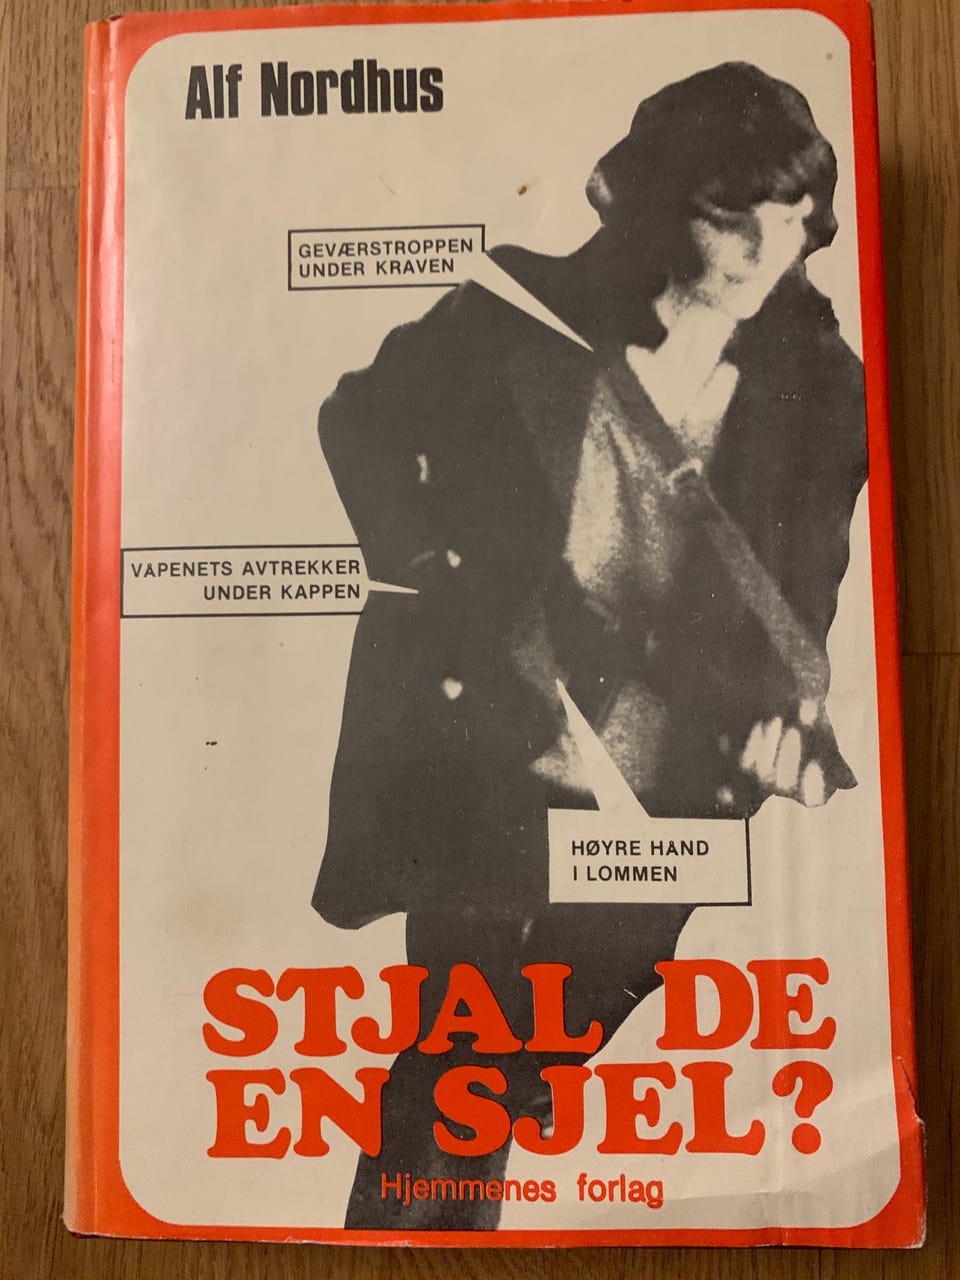 Alf Nordhus
GEVÆRSTROPPEN
UNDER KRAVEN
VAPENETS AVTREKKER
UNDER KAPPEN
HØYRE HAND
I LOMMEN
STJAL DE
EN SJEL?
Hjemmenes forlag